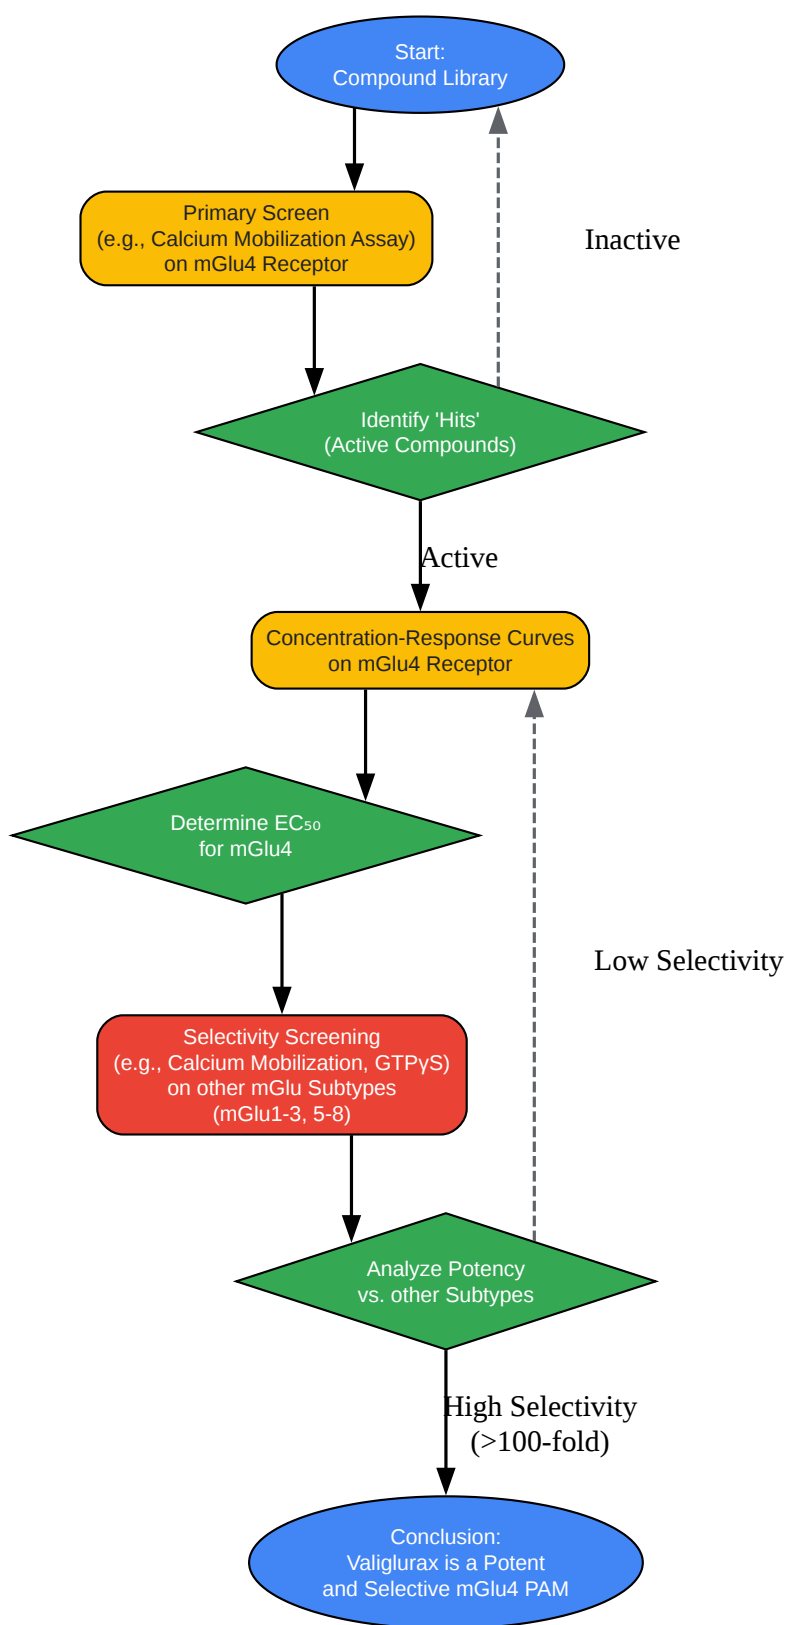 Start:
Compound Library
Primary Screen
(e.g., Calcium Mobilization Assay)
on mGlu4 Receptor
Inactive
Identify 'Hits'
(Active Compounds)
Active
Concentration-Response Curves
on mGlu4 Receptor
Determine EC₅₀
for mGlu4
Low Selectivity
Selectivity Screening
(e.g., Calcium Mobilization, GTPγS)
on other mGlu Subtypes
(mGlu1-3, 5-8)
Analyze Potency
vs. other Subtypes
High Selectivity
(>100-fold)
Conclusion:
Valiglurax is a Potent
and Selective mGlu4 PAM